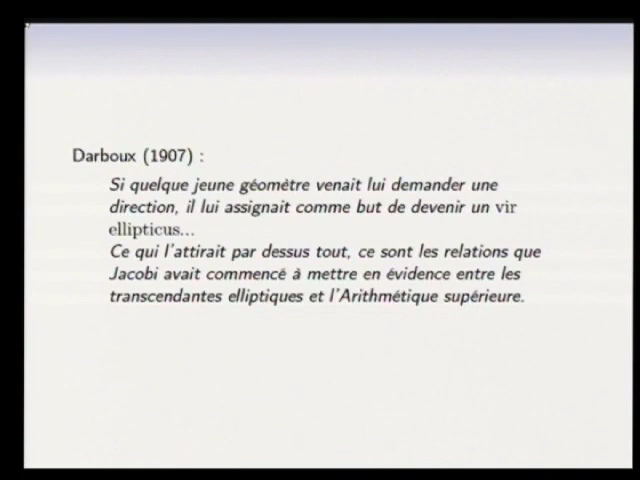 Darboux (1907) :
Si quelque jeune géomètre venait lui demander une
direction, il lui assignait comme but de devenir un vir
ellipticus...
Ce qui l'attirait par dessus tout, ce sont les relations que
Jacobi avait commencé à mettre en évidence entre les
transcendantes elliptiques et l'Arithmétique supérieure.